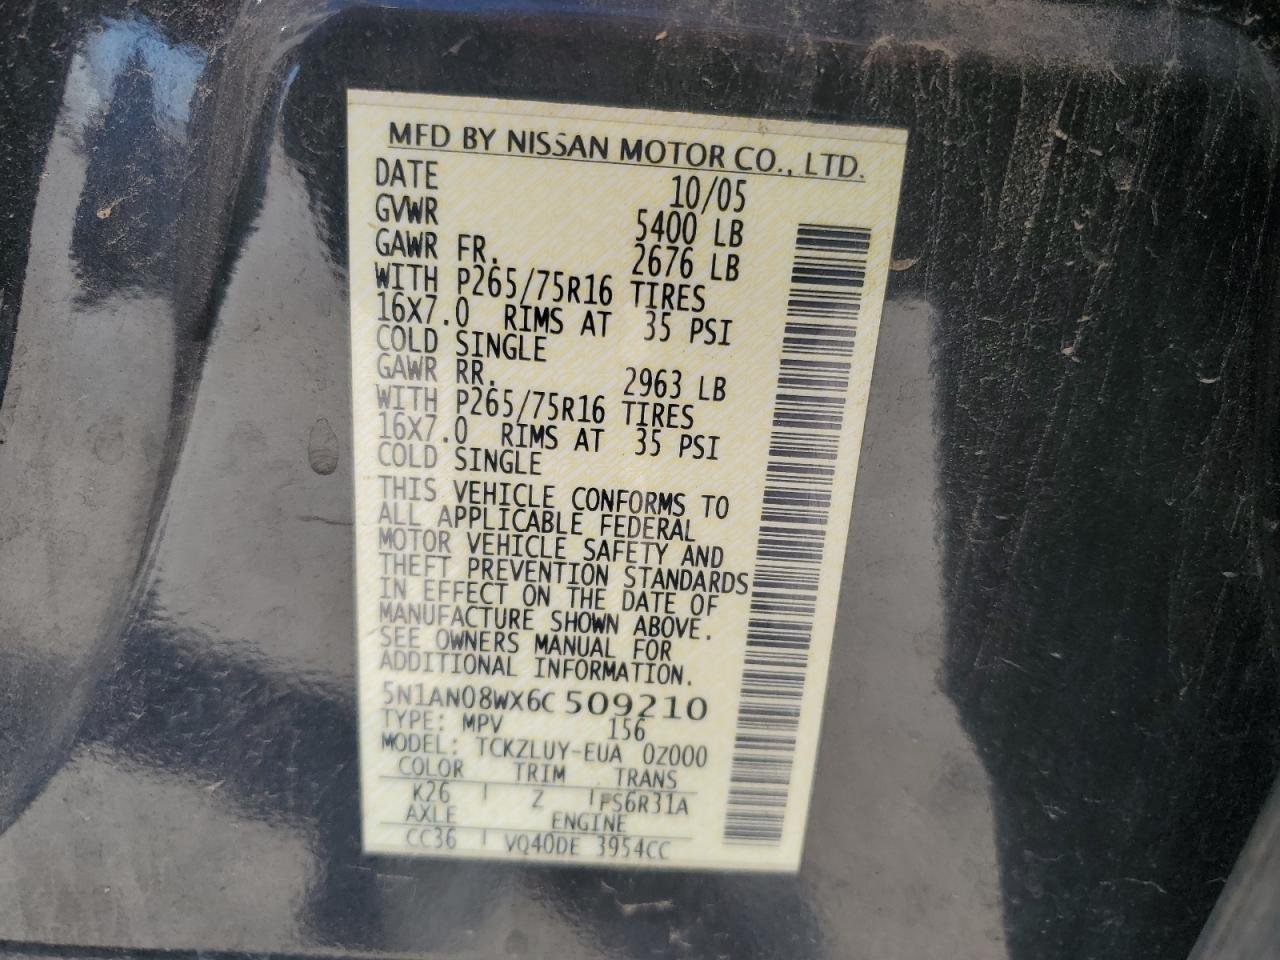 MFD BY NISSAN MOTOR CO., LTD.
DATE 10/05
GVWR 5400 LB
GAWR FR. 2676 LB
WITH P265/75R16 TIRES
16X7.0 RIMS AT 35 PSI
COLD SINGLE
GAWR RR. 2963 LB
WITH P265/75R16 TIRES
16X7.0 RIMS AT 35 PSI
COLD SINGLE
THIS VEHICLE CONFORMS TO
ALL APPLICABLE FEDERAL
MOTOR VEHICLE SAFETY AND
THEFT PREVENTION STANDARDS
IN EFFECT ON THE DATE OF
MANUFACTURE SHOWN ABOVE.
SEE OWNERS MANUAL FOR
ADDITIONAL INFORMATION.
5N1AN08WX6C509210
TYPE: MPV 156
MODEL: TCKZLUY-EUA 0Z000
COLOR TRIM TRANS
K26 Z FS6R31A
AXLE ENGINE
CC36 VQ40DE 3954CC